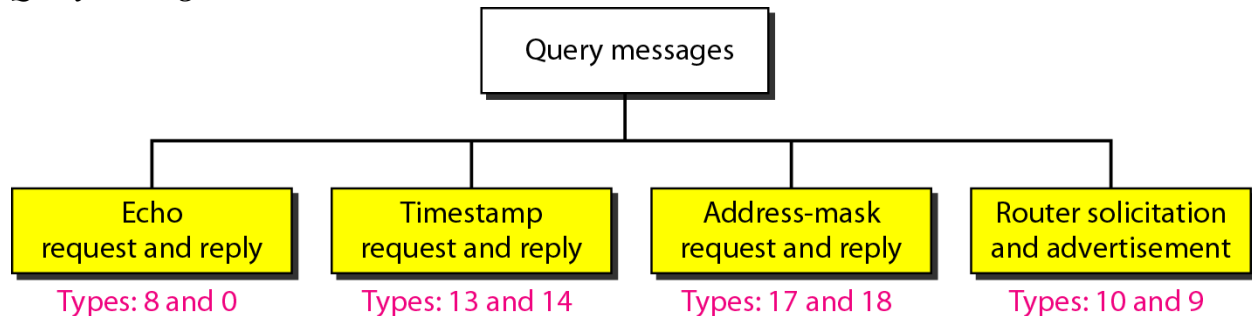 Query messages
Echo
request and reply
Types: 8 and 0
Timestamp
request and reply
Types: 13 and 14
Address-mask
request and reply
Types: 17 and 18
Router solicitation
and advertisement
Types: 10 and 9